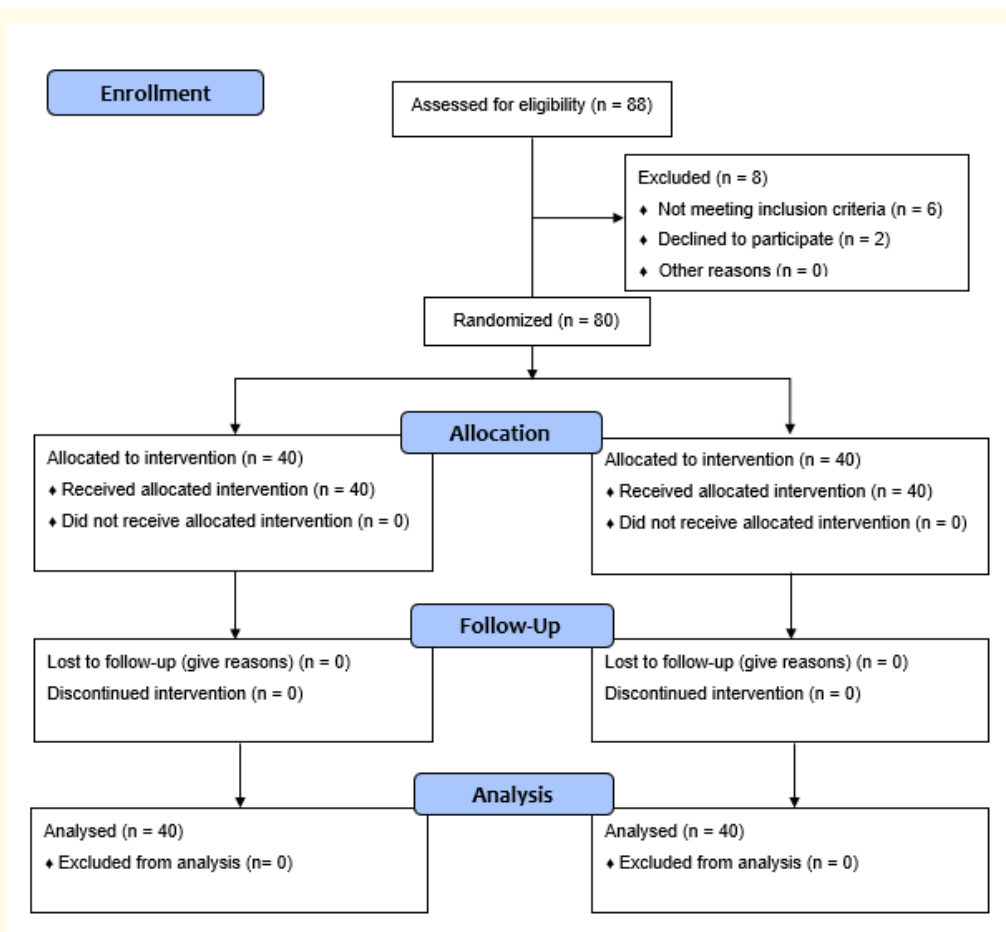 Enrollment
Assessed for eligibility (n = 88)
Excluded (n = 8)
♦ Not meeting inclusion criteria (n = 6)
♦ Declined to participate (n = 2)
♦ Other reasons (n = 0)
Randomized (n = 80)
Allocation
Allocated to intervention (n = 40)
♦ Received allocated intervention (n = 40)
♦ Did not receive allocated intervention (n = 0)
Allocated to intervention (n = 40)
♦ Received allocated intervention (n = 40)
♦ Did not receive allocated intervention (n = 0)
Follow-Up
Lost to follow-up (give reasons) (n = 0)
Discontinued intervention (n = 0)
Lost to follow-up (give reasons) (n = 0)
Discontinued intervention (n = 0)
Analysis
Analysed (n = 40)
♦ Excluded from analysis (n= 0)
Analysed (n = 40)
♦ Excluded from analysis (n = 0)